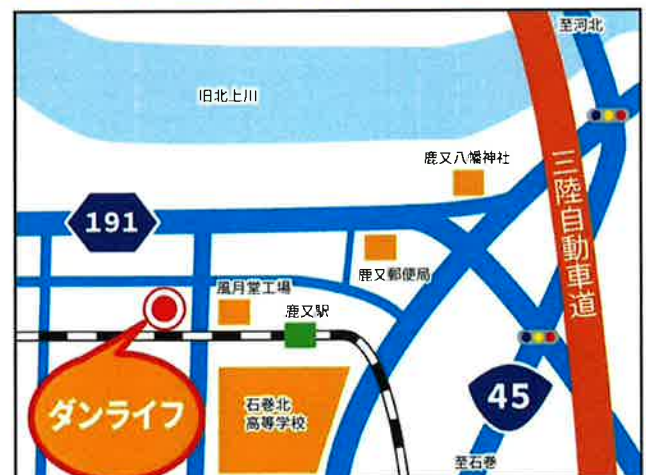 至河北
旧北上川
鹿又八幡神社
三陸自動車道
191
鹿又郵便局
風月堂工場
鹿又駅
ダンライフ
石巻北
高等学校
45
至石巻